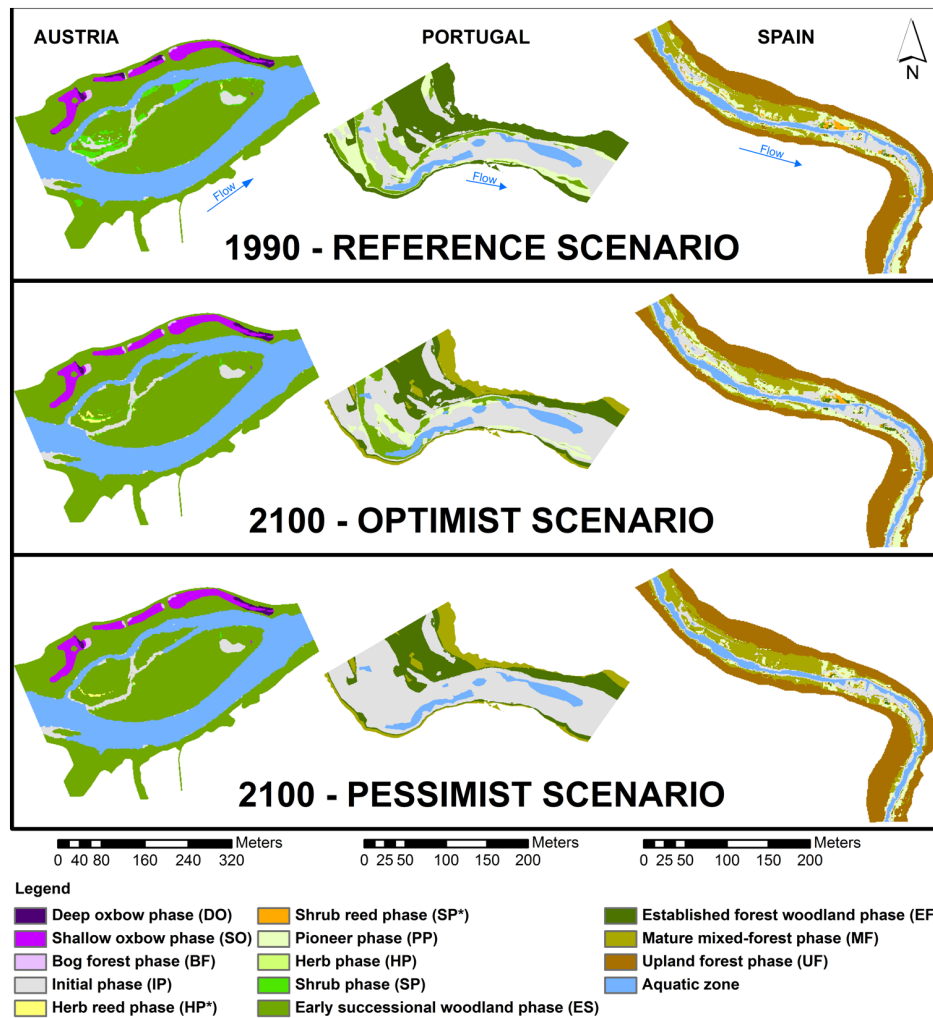 AUSTRIA
PORTUGAL
SPAIN
N
Flow
Flow
Flow
1990 - REFERENCE SCENARIO
2100 - OPTIMIST SCENARIO
2100 - PESSIMIST SCENARIO
0 40 80 160 240 320 Meters
0 25 50 100 150 200 Meters
0 25 50 100 150 200 Meters
Legend
Deep oxbow phase (DO)
Shallow oxbow phase (SO)
Bog forest phase (BF)
Initial phase (IP)
Herb reed phase (HP*)
Shrub reed phase (SP*)
Pioneer phase (PP)
Herb phase (HP)
Shrub phase (SP)
Early successional woodland phase (ES)
Established forest woodland phase (EF
Mature mixed-forest phase (MF)
Upland forest phase (UF)
Aquatic zone